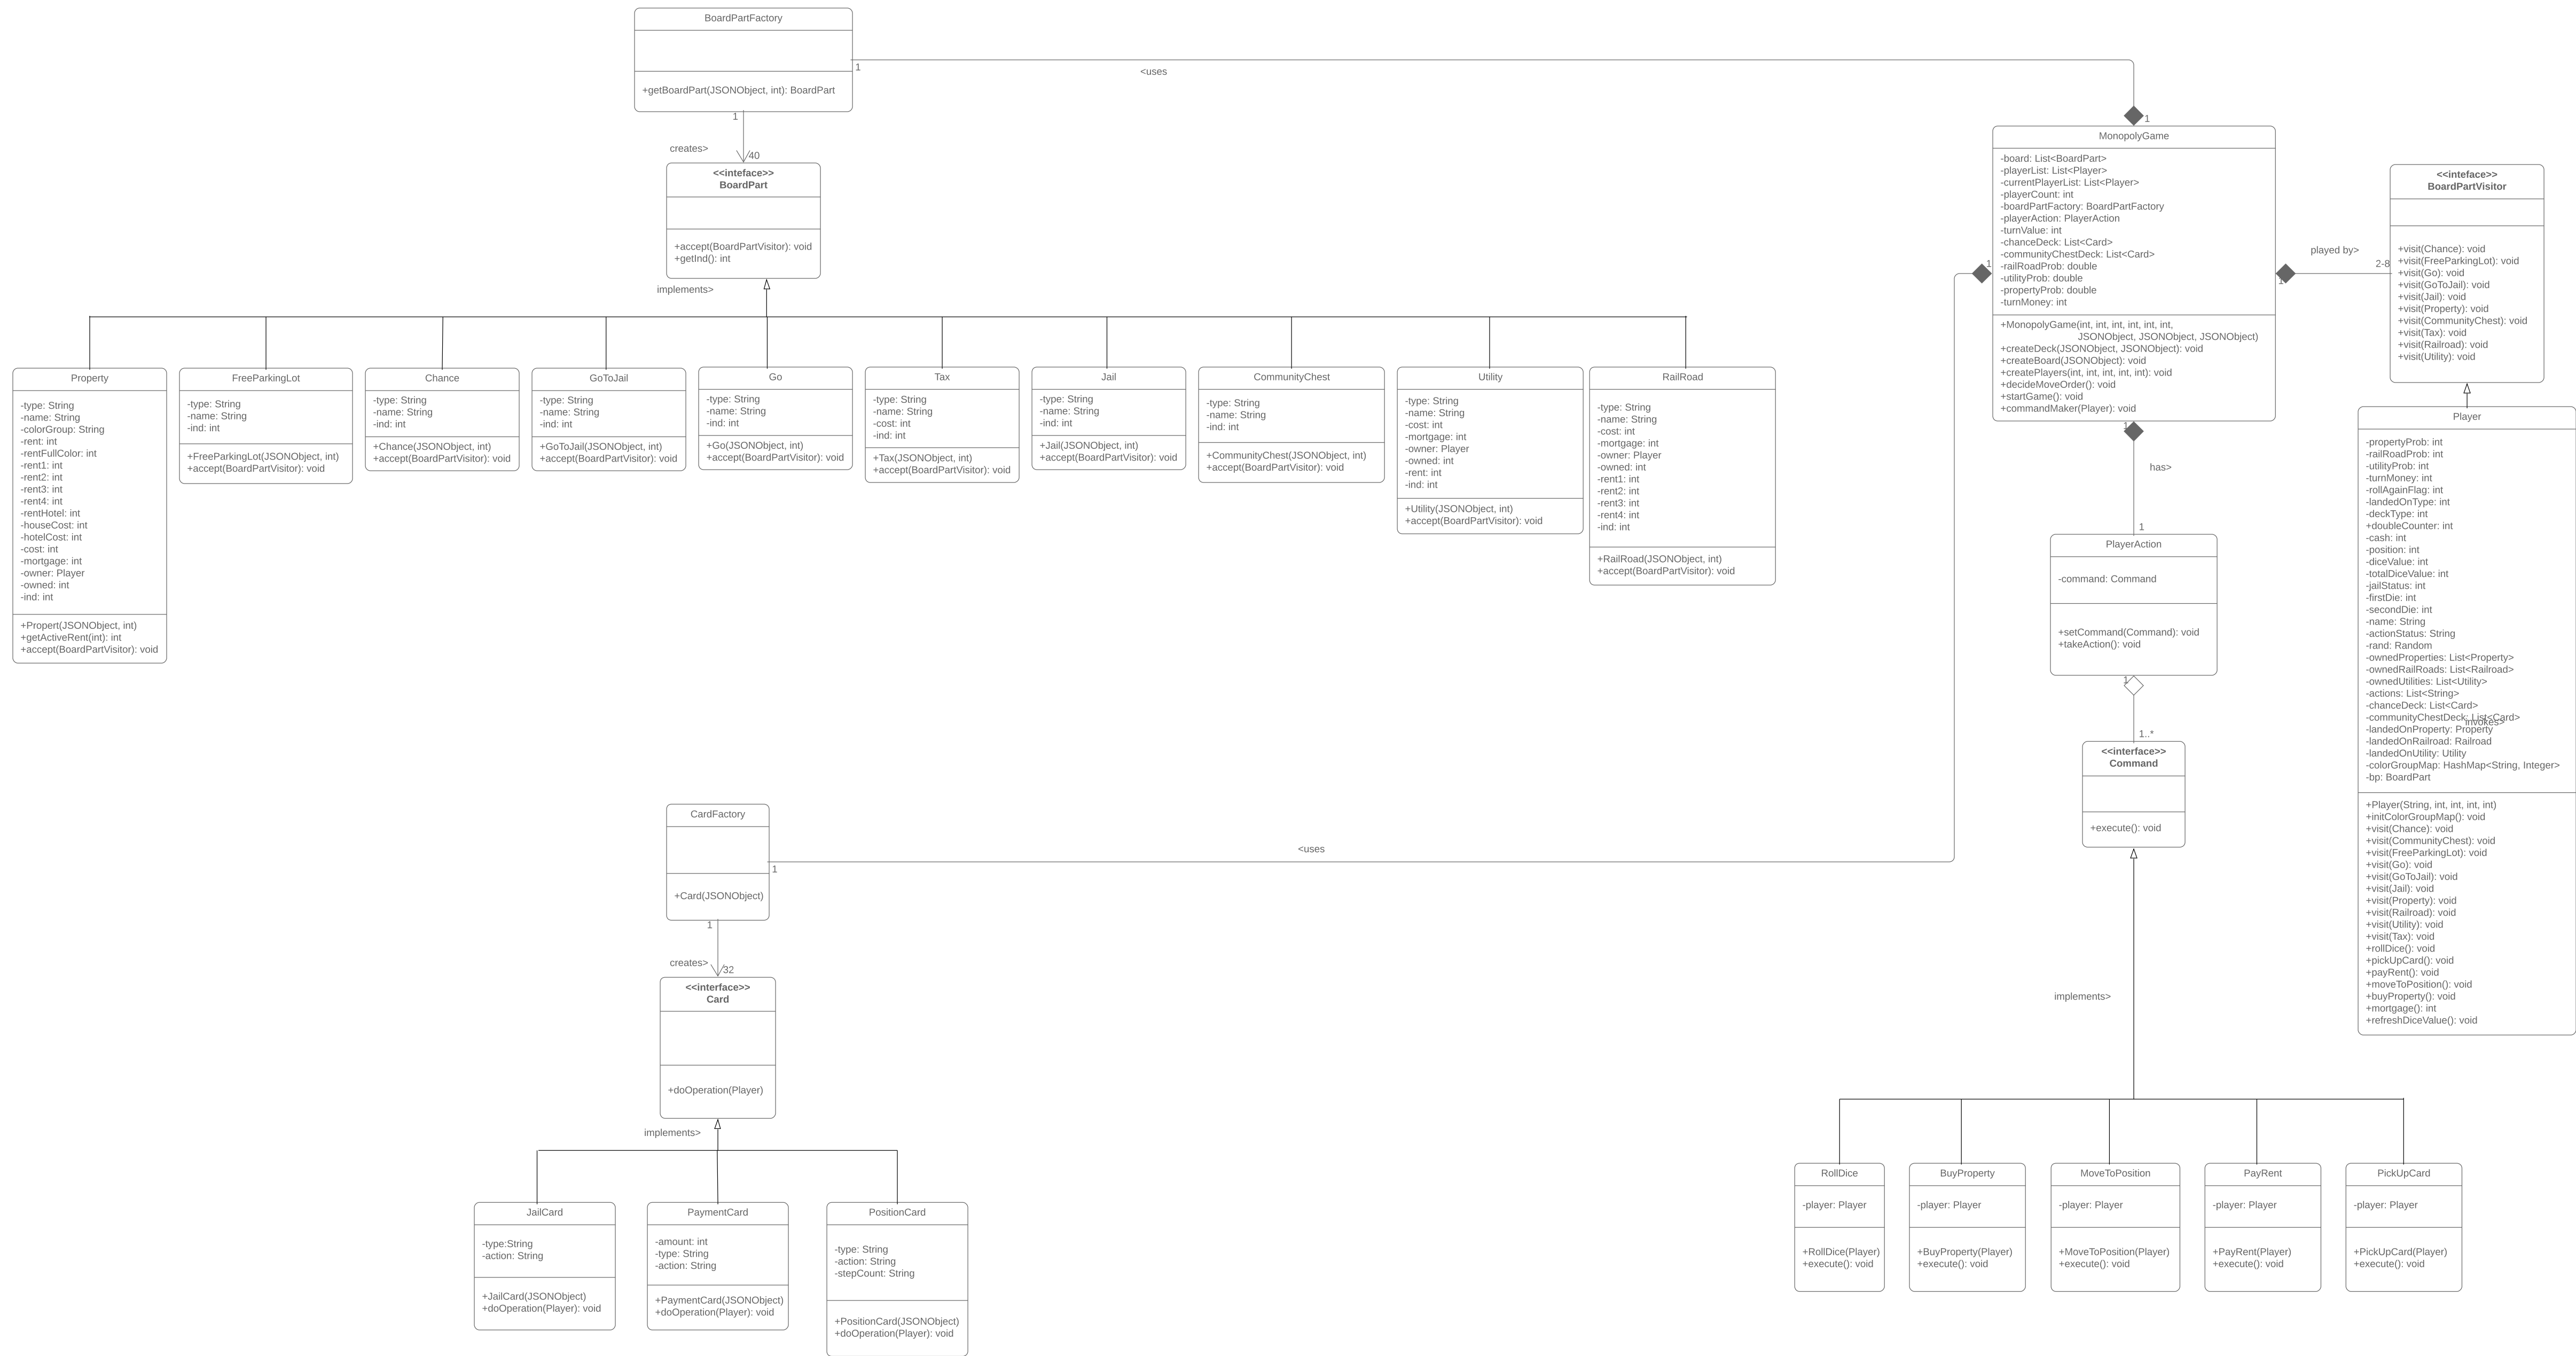 BoardPartFactory
+getBoardPart(JSONObject, int): BoardPart
1
<uses
1
1
creates>
40
<<inteface>>
BoardPart
+accept(BoardPartVisitor): void
+getInd(): int
implements>
Property
-type: String
-name: String
-colorGroup: String
-rent: int
-rentFullColor: int
-rent1: int
-rent2: int
-rent3: int
-rent4: int
-rentHotel: int
-houseCost: int
-hotelCost: int
-cost: int
-mortgage: int
-owner: Player
-owned: int
-ind: int
+Propert(JSONObject, int)
+getActiveRent(int): int
+accept(BoardPartVisitor): void
FreeParkingLot
-type: String
-name: String
-ind: int
+FreeParkingLot(JSONObject, int)
+accept(BoardPartVisitor): void
Chance
-type: String
-name: String
-ind: int
+Chance(JSONObject, int)
+accept(BoardPartVisitor): void
GoToJail
-type: String
-name: String
-ind: int
+GoToJail(JSONObject, int)
+accept(BoardPartVisitor): void
Go
-type: String
-name: String
-ind: int
+Go(JSONObject, int)
+accept(BoardPartVisitor): void
Tax
-type: String
-name: String
-cost: int
-ind: int
+Tax(JSONObject, int)
+accept(BoardPartVisitor): void
Jail
-type: String
-name: String
-ind: int
+Jail(JSONObject, int)
+accept(BoardPartVisitor): void
CommunityChest
-type: String
-name: String
-ind: int
+CommunityChest(JSONObject, int)
+accept(BoardPartVisitor): void
Utility
-type: String
-name: String
-cost: int
-mortgage: int
-owner: Player
-owned: int
-rent: int
-ind: int
+Utility(JSONObject, int)
+accept(BoardPartVisitor): void
RailRoad
-type: String
-name: String
-cost: int
-mortgage: int
-owner: Player
-owned: int
-rent1: int
-rent2: int
-rent3: int
-rent4: int
-ind: int
+RailRoad(JSONObject, int)
+accept(BoardPartVisitor): void
MonopolyGame
-board: List<BoardPart>
-playerList: List<Player>
-currentPlayerList: List<Player>
-playerCount: int
-boardPartFactory: BoardPartFactory
-playerAction: PlayerAction
-turnValue: int
-chanceDeck: List<Card>
-communityChestDeck: List<Card>
-railRoadProb: double
-utilityProb: double
-propertyProb: double
-turnMoney: int
+MonopolyGame(int, int, int, int, int, int,
JSONObject, JSONObject, JSONObject)
+createDeck(JSONObject, JSONObject): void
+createBoard(JSONObject): void
+createPlayers(int, int, int, int, int): void
+decideMoveOrder(): void
+startGame(): void
+commandMaker(Player): void
1
1
played by>
2-8
<<inteface>>
BoardPartVisitor
+visit(Chance): void
+visit(FreeParkingLot): void
+visit(Go): void
+visit(GoToJail): void
+visit(Jail): void
+visit(Property): void
+visit(CommunityChest): void
+visit(Tax): void
+visit(Railroad): void
+visit(Utility): void
Player
-propertyProb: int
-railRoadProb: int
-utilityProb: int
-turnMoney: int
-rollAgainFlag: int
-landedOnType: int
-deckType: int
+doubleCounter: int
-cash: int
-position: int
-diceValue: int
-totalDiceValue: int
-jailStatus: int
-firstDie: int
-secondDie: int
-name: String
-actionStatus: String
-rand: Random
-ownedProperties: List<Property>
-ownedRailRoads: List<Railroad>
-ownedUtilities: List<Utility>
-actions: List<String>
-chanceDeck: List<Card>
-communityChestDeck: List<Card>
invokes>
-landedOnProperty: Property
-landedOnRailroad: Railroad
-landedOnUtility: Utility
-colorGroupMap: HashMap<String, Integer>
-bp: BoardPart
+Player(String, int, int, int, int)
+initColorGroupMap(): void
+visit(Chance): void
+visit(CommunityChest): void
+visit(FreeParkingLot): void
+visit(Go): void
+visit(GoToJail): void
+visit(Jail): void
+visit(Property): void
+visit(Railroad): void
+visit(Utility): void
+visit(Tax): void
+rollDice(): void
+pickUpCard(): void
+payRent(): void
+moveToPosition(): void
+buyProperty(): void
+mortgage(): int
+refreshDiceValue(): void
1
has>
1
PlayerAction
-command: Command
+setCommand(Command): void
+takeAction(): void
1
1..*
<<interface>>
Command
+execute(): void
implements>
RollDice
-player: Player
+RollDice(Player)
+execute(): void
BuyProperty
-player: Player
+BuyProperty(Player)
+execute(): void
MoveToPosition
-player: Player
+MoveToPosition(Player)
+execute(): void
PayRent
-player: Player
+PayRent(Player)
+execute(): void
PickUpCard
-player: Player
+PickUpCard(Player)
+execute(): void
CardFactory
+Card(JSONObject)
<uses
1
1
creates>
32
<<interface>>
Card
+doOperation(Player)
implements>
JailCard
-type:String
-action: String
+JailCard(JSONObject)
+doOperation(Player): void
PaymentCard
-amount: int
-type: String
-action: String
+PaymentCard(JSONObject)
+doOperation(Player): void
PositionCard
-type: String
-action: String
-stepCount: String
+PositionCard(JSONObject)
+doOperation(Player): void